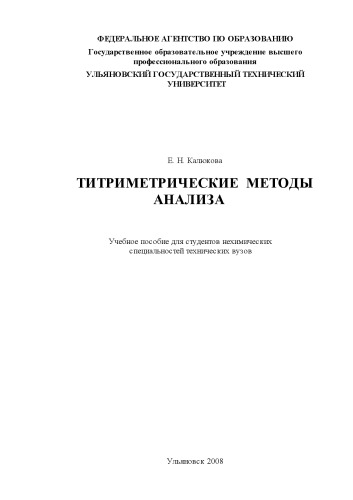 ФЕДЕРАЛЬНОЕ АГЕНТСТВО ПО ОБРАЗОВАНИЮ
Государственное образовательное учреждение высшего
профессионального образования
УЛЬЯНОВСКИЙ ГОСУДАРСТВЕННЫЙ ТЕХНИЧЕСКИЙ
УНИВЕРСИТЕТ
Е. Н. Калюкова
ТИТРИМЕТРИЧЕСКИЕ МЕТОДЫ
АНАЛИЗА
Учебное пособие для студентов нехимических
специальностей технических вузов
Ульяновск 2008